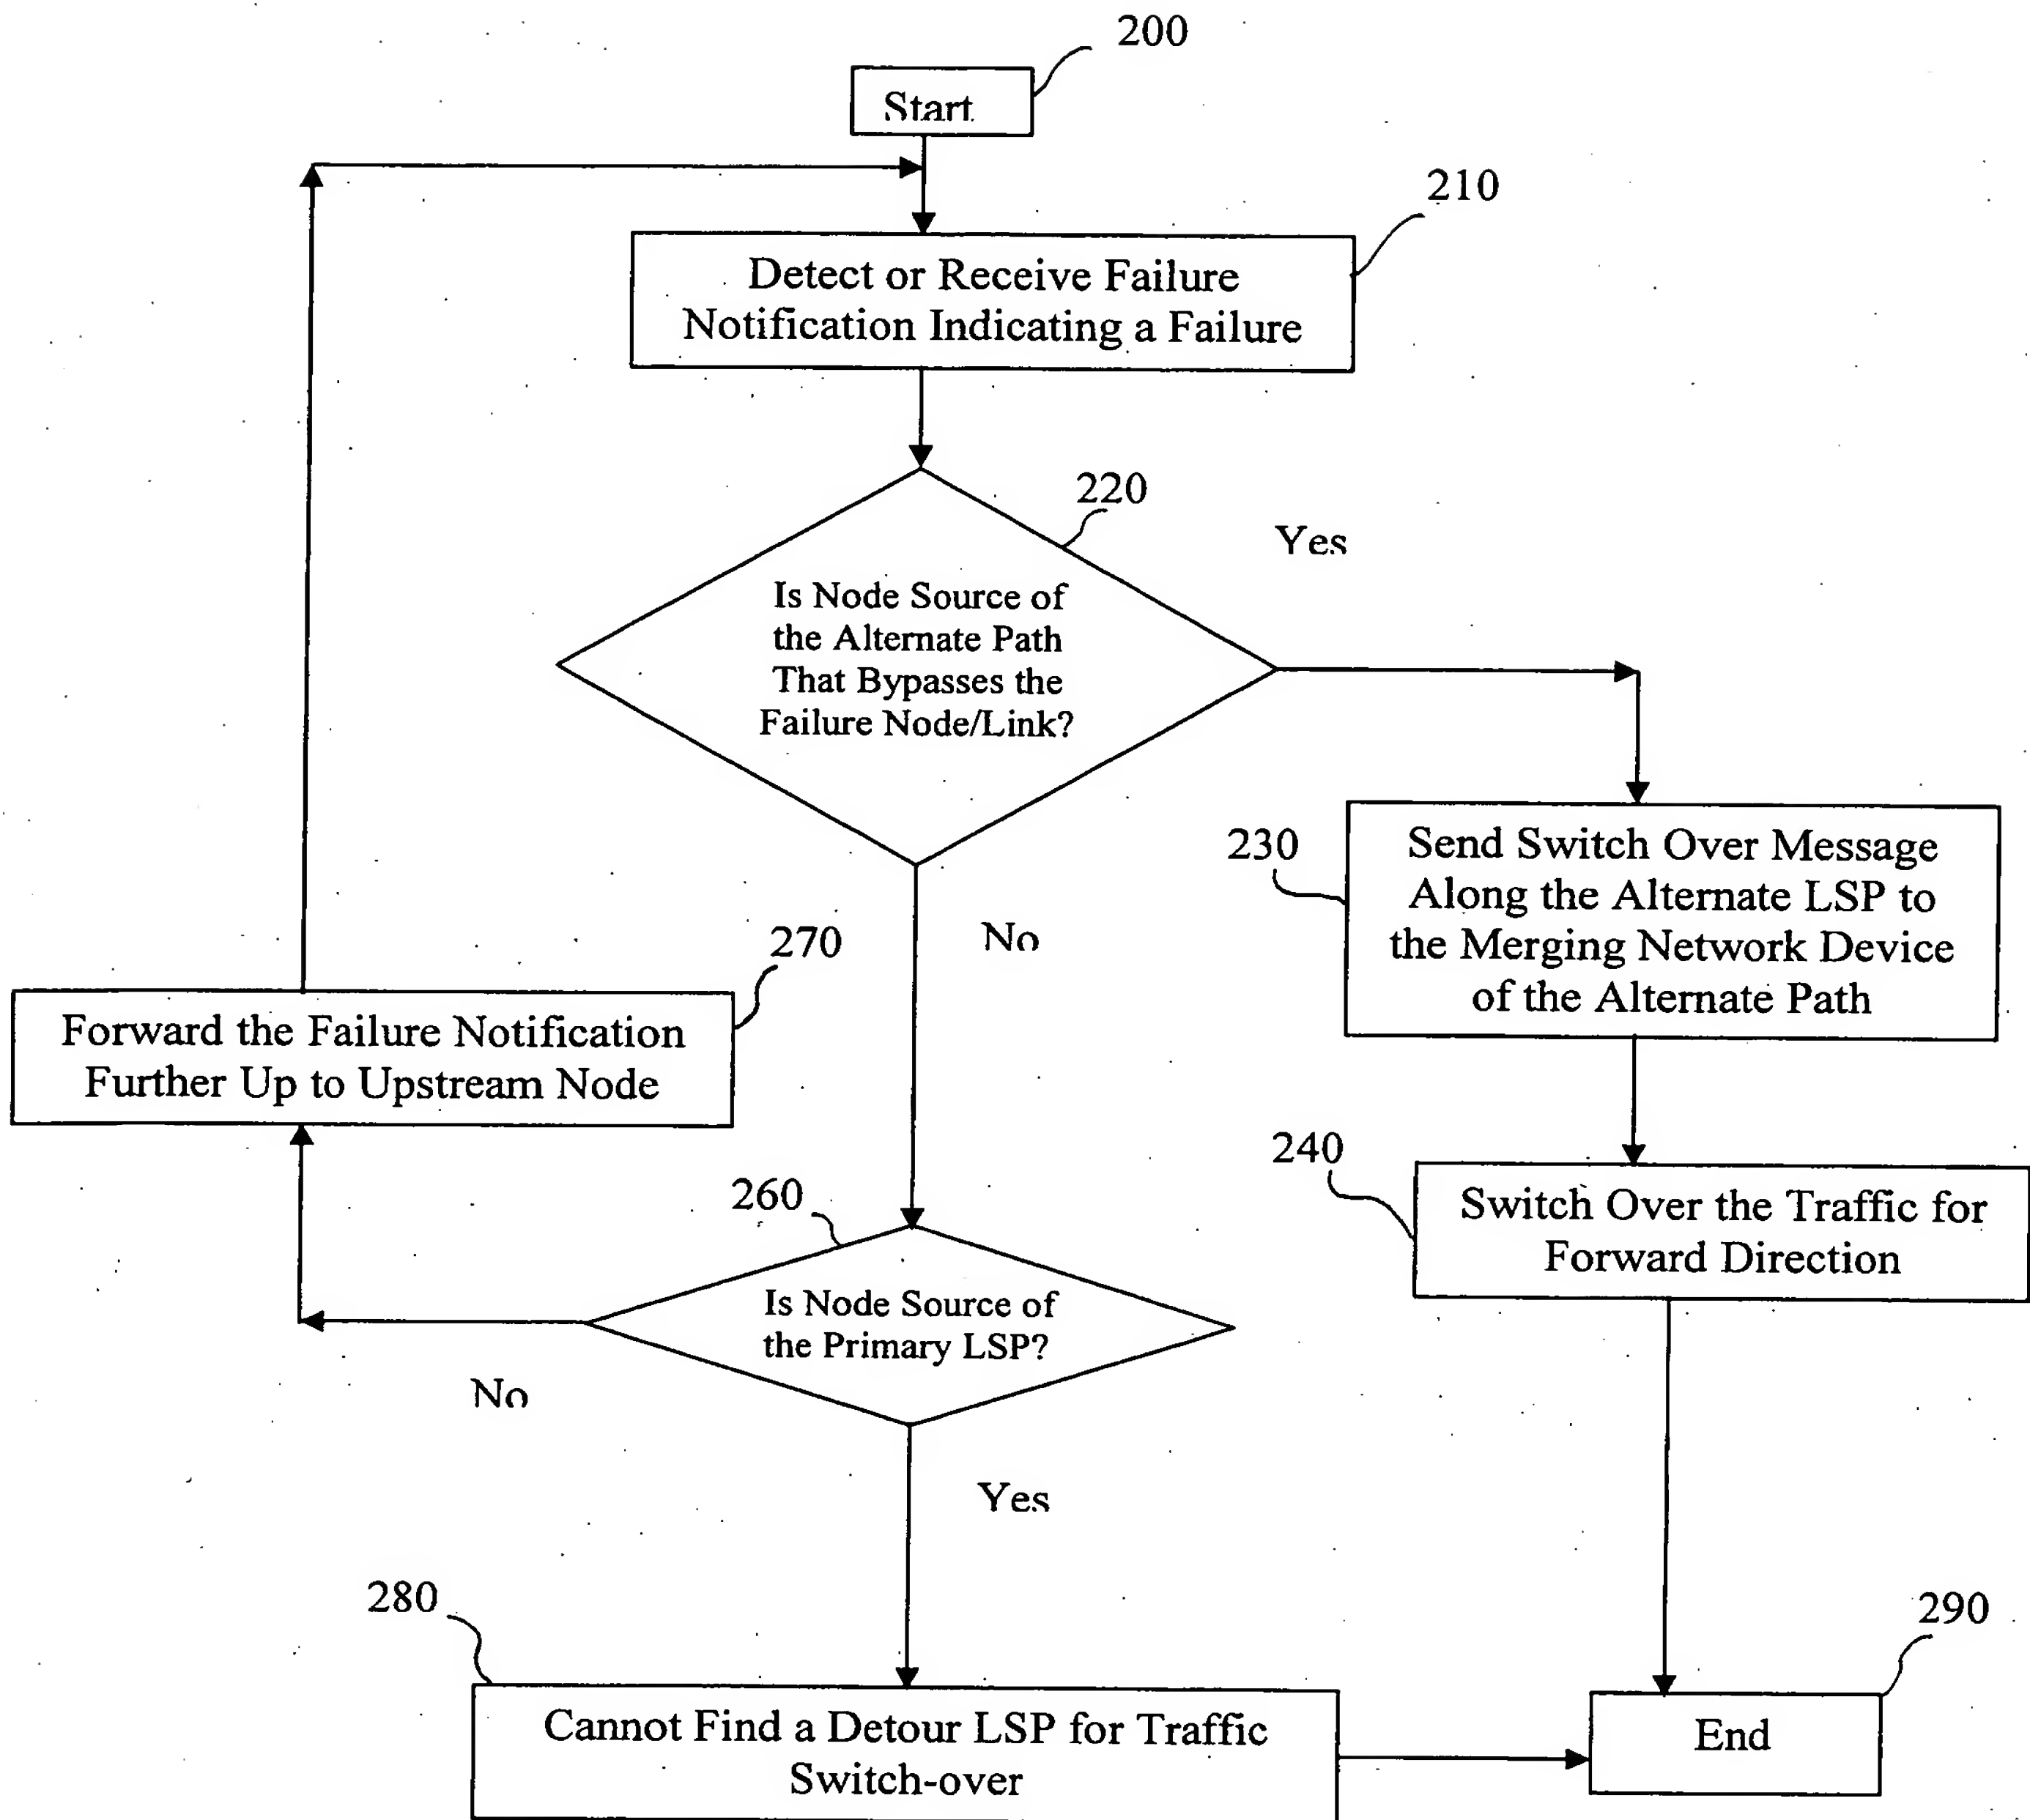 200
Start
210
Detect or Receive Failure
Notification Indicating a Failure
220
Yes
Is Node Source of
the Alternate Path
That Bypasses the
Failure Node/Link?
230
Send Switch Over Message
Along the Alternate LSP to
the Merging Network Device
of the Alternate Path
No
270
Forward the Failure Notification
Further Up to Upstream Node
240
Switch Over the Traffic for
Forward Direction
260
Is Node Source of
the Primary LSP?
No
Yes
280
Cannot Find a Detour LSP for Traffic
Switch-over
290
End